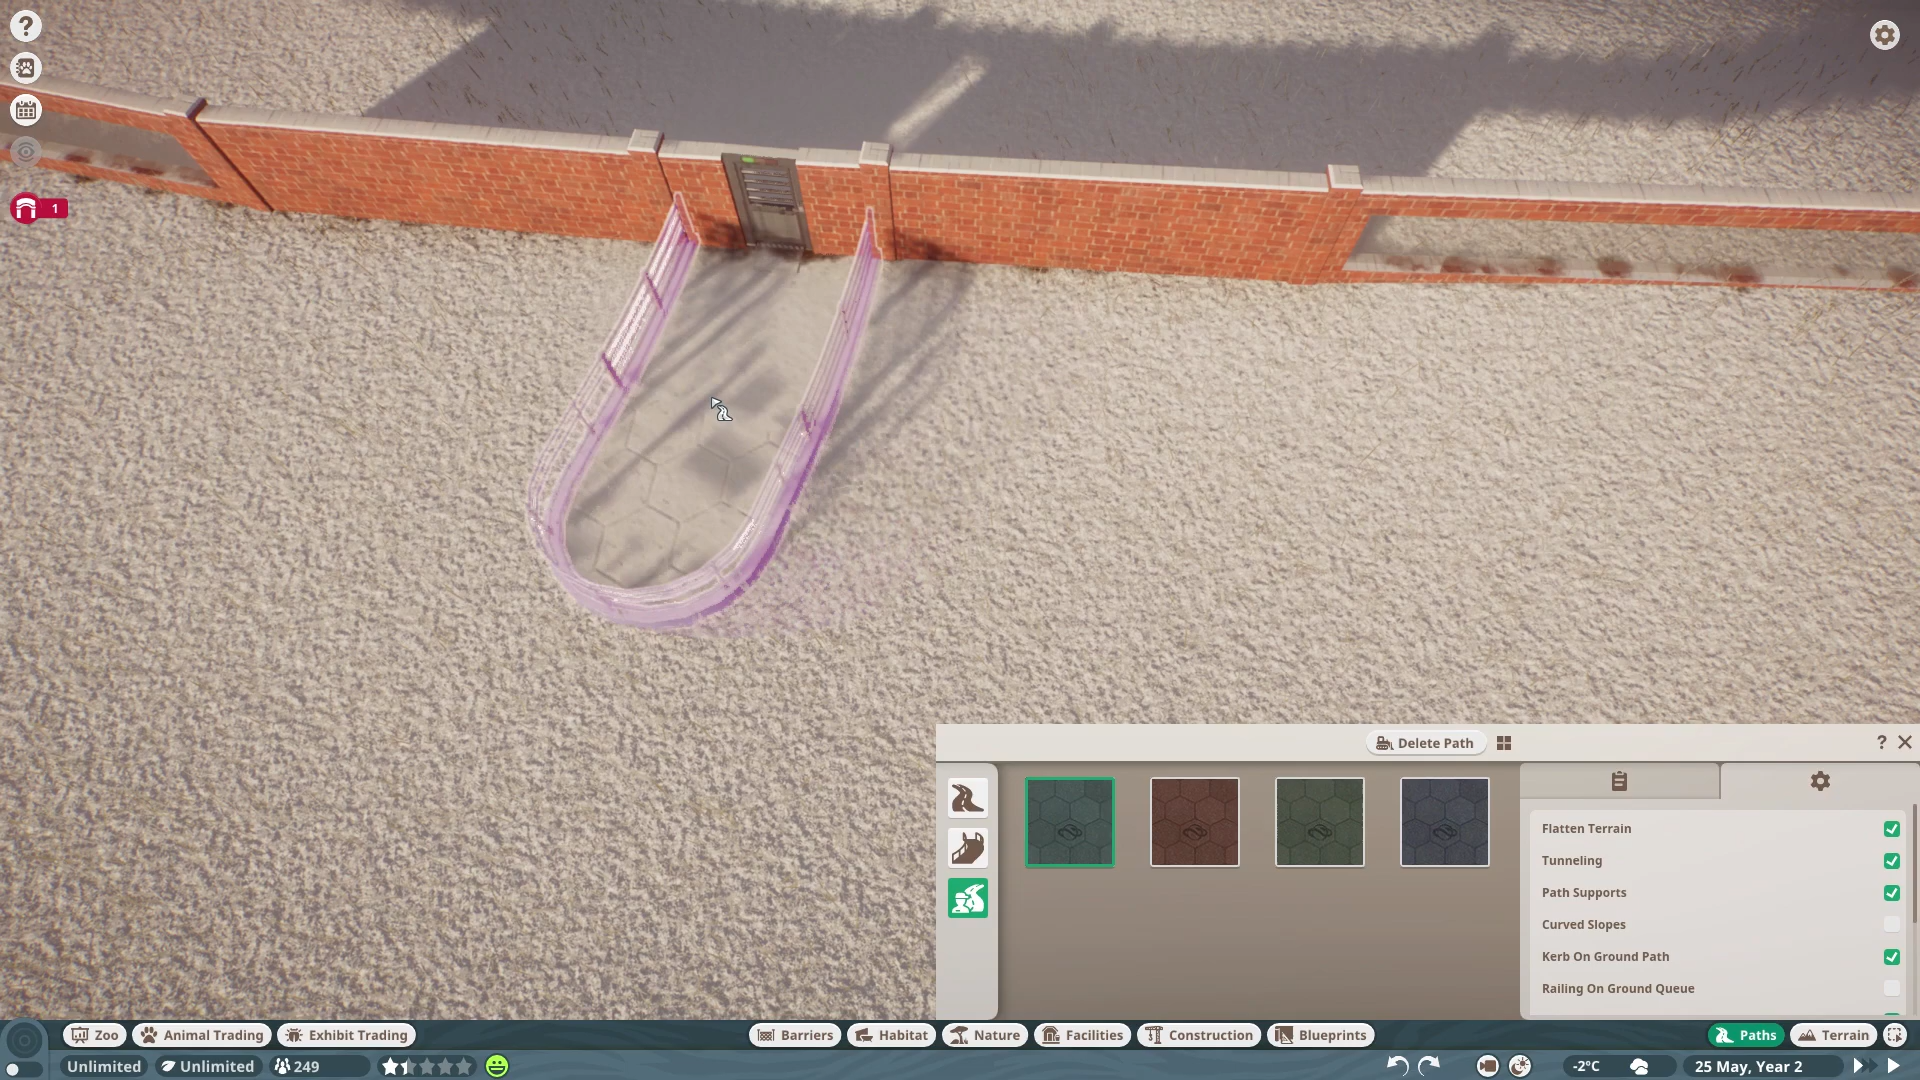 ?
1
Delete Path
?
Flatten Terrain
Tunneling
Path Supports
Curved Slopes
Kerb On Ground Path
Railing On Ground Queue
Zoo Animal Trading Exhibit Trading Barriers Habitat Nature Facilities Construction Blueprints Paths Terrain
Unlimited Unlimited 249 -2°C 25 May, Year 2